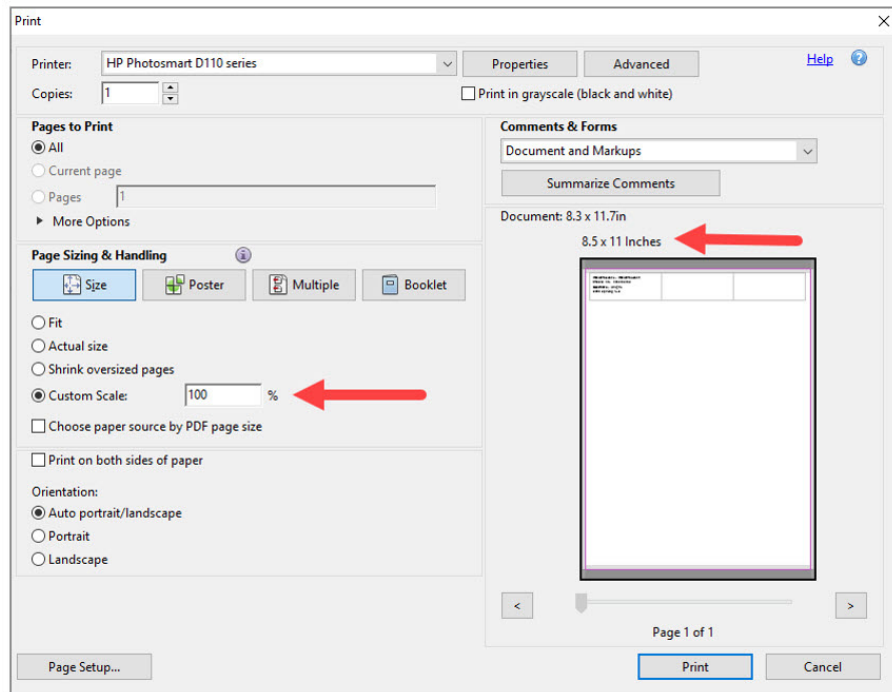 Print
Printer: HP Photosmart D110 series Properties Advanced Help ?
Copies: 1 Print in grayscale (black and white)
Pages to Print
All
Current page
Pages 1
More Options
Page Sizing & Handling i
Size Poster Multiple Booklet
Fit
Actual size
Shrink oversized pages
Custom Scale: 100 %
Choose paper source by PDF page size
Print on both sides of paper
Orientation:
Auto portrait/landscape
Portrait
Landscape
Comments & Forms
Document and Markups
Summarize Comments
Document: 8.3 x 11.7in
8.5 x 11 Inches
< >
Page 1 of 1
Page Setup... Print Cancel